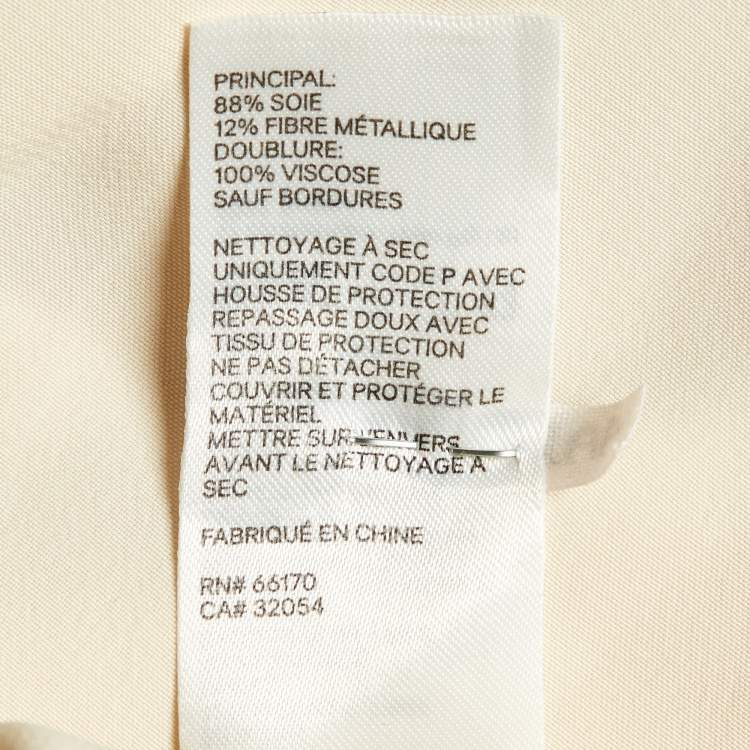 PRINCIPAL:
88% SOIE
12% FIBRE MÉTALLIQUE
DOUBLURE:
100% VISCOSE
SAUF BORDURES
NETTOYAGE À SEC
UNIQUEMENT CODE P AVEC
HOUSSE DE PROTECTION
REPASSAGE DOUX AVEC
TISSU DE PROTECTION
NE PAS DÉTACHER
COUVRIR ET PROTÉGER LE
MATÉRIEL
METTRE SUR L'ENVERS
AVANT LE NETTOYAGE À
SEC
FABRIQUÉ EN CHINE
RN# 66170
CA# 32054